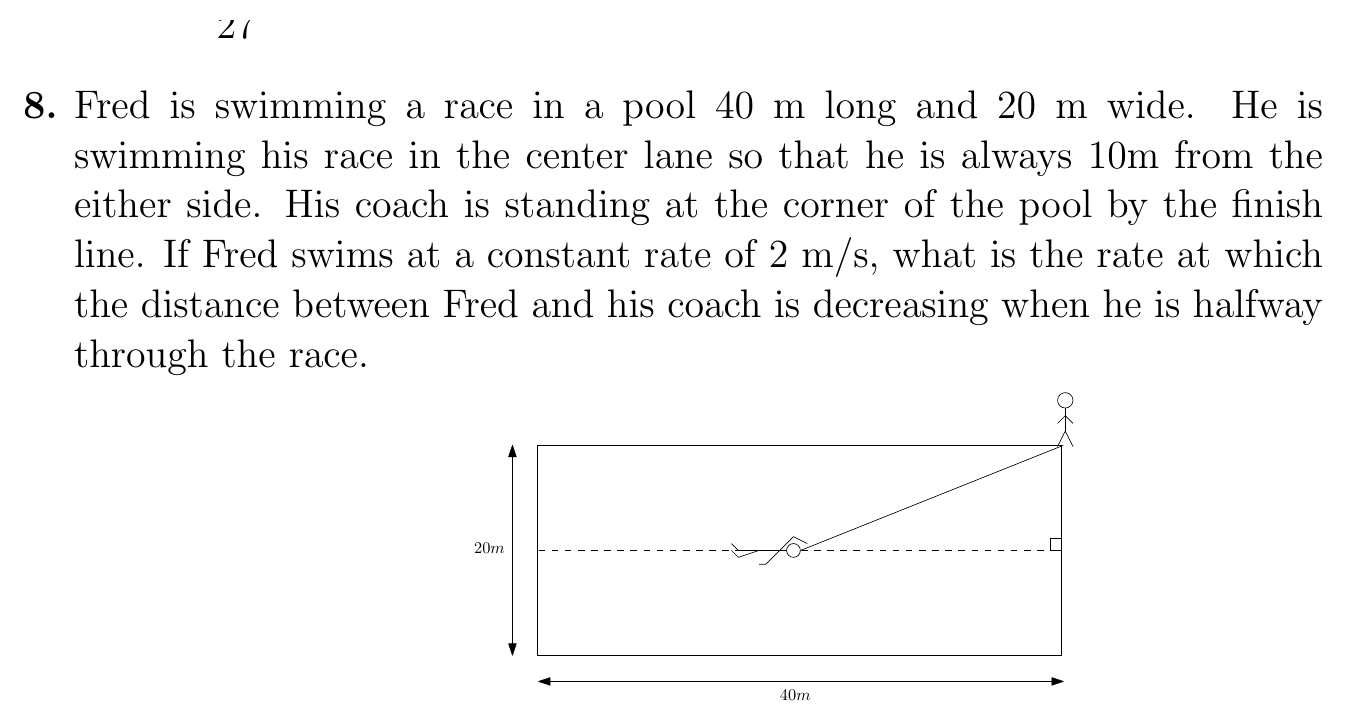 8. Fred is swimming a race in a pool 40 m long and 20 m wide. He is
swimming his race in the center lane so that he is always 10m from the
either side. His coach is standing at the corner of the pool by the finish
line. If Fred swims at a constant rate of 2 m/s, what is the rate at which
the distance between Fred and his coach is decreasing when he is halfway
through the race.
20m
40m